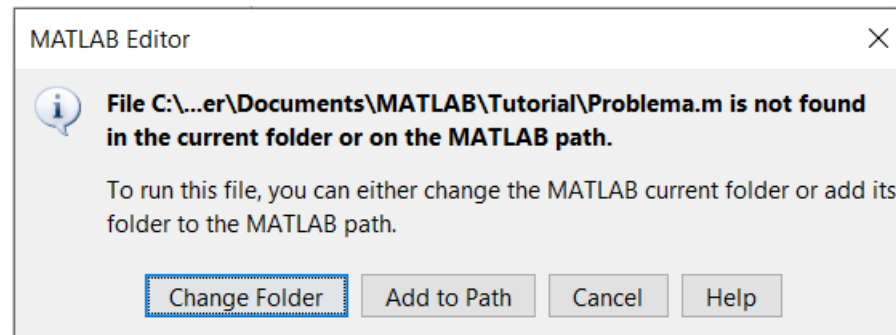 MATLAB Editor
File C:\...er\Documents\MATLAB\Tutorial\Problema.m is not found
in the current folder or on the MATLAB path.
To run this file, you can either change the MATLAB current folder or add its
folder to the MATLAB path.
Change Folder Add to Path Cancel Help